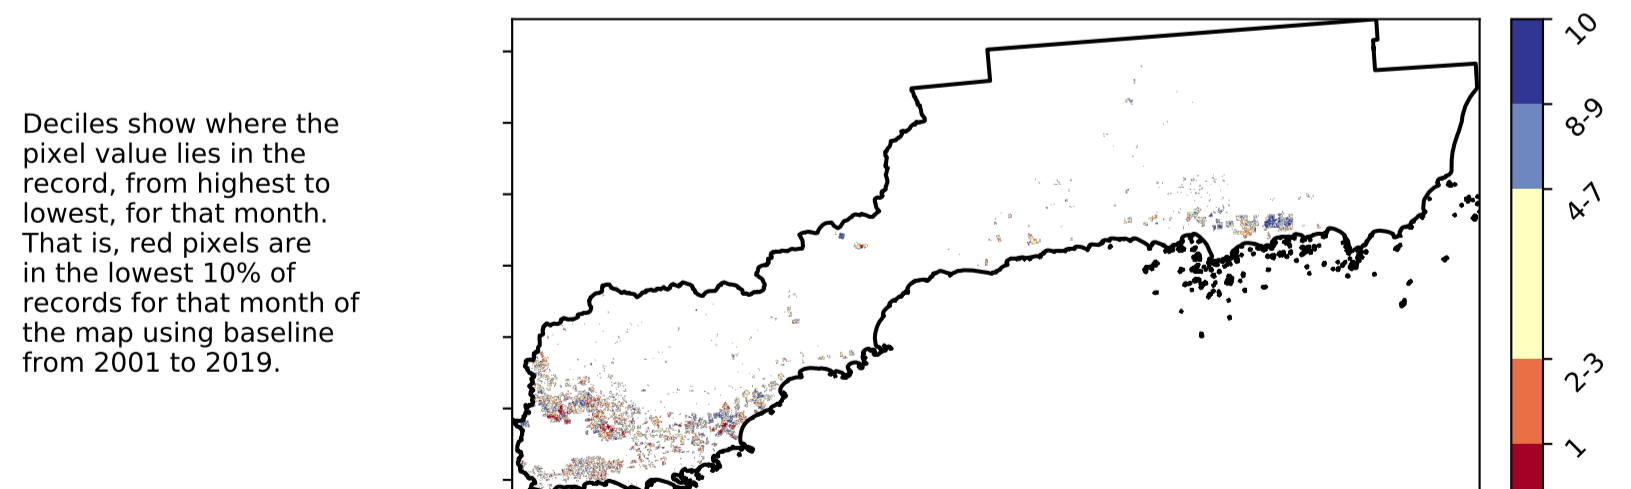 Deciles show where the
pixel value lies in the
record, from highest to
lowest, for that month.
That is, red pixels are
in the lowest 10% of
records for that month of
the map using baseline
from 2001 to 2019.
10
8-9
4-7
2-3
1